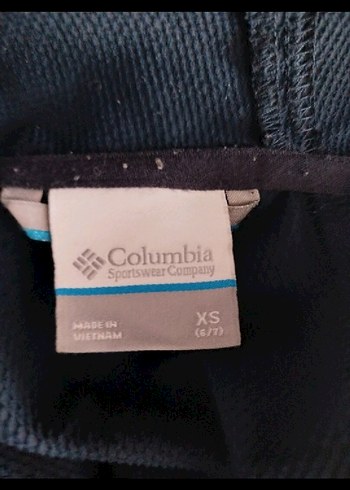 Columbia
Sportswear Company
MADE IN
VIETNAM
XS
(6/7)